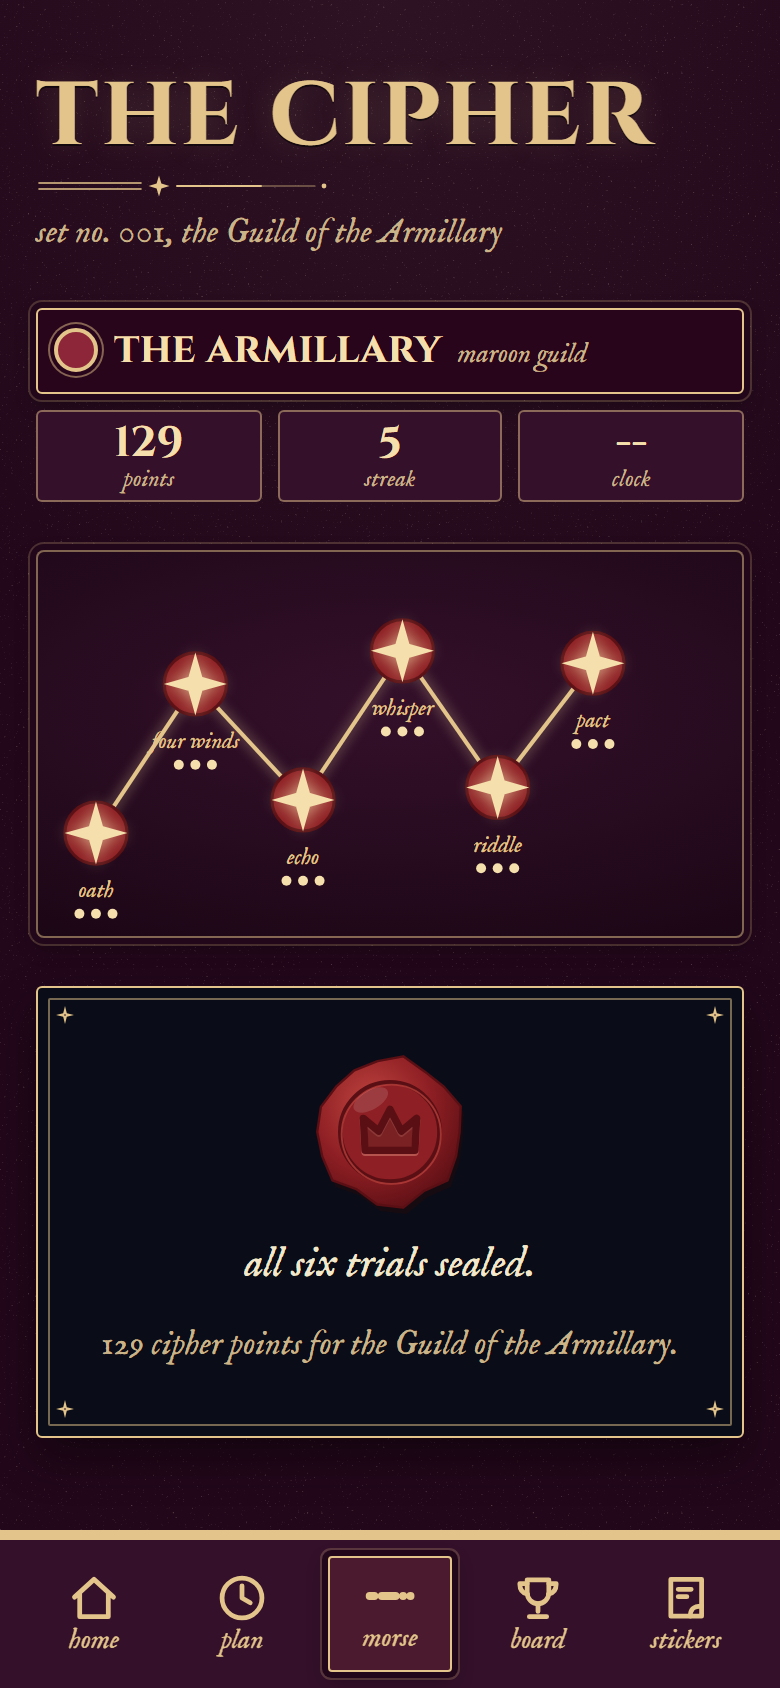 THE CIPHER
set no. 001, the Guild of the Armillary
THE ARMILLARY maroon guild
129 5 --
points streak clock
whisper
pact
four winds
riddle
echo
oath
all six trials sealed.
129 cipher points for the Guild of the Armillary.
home plan morse board stickers